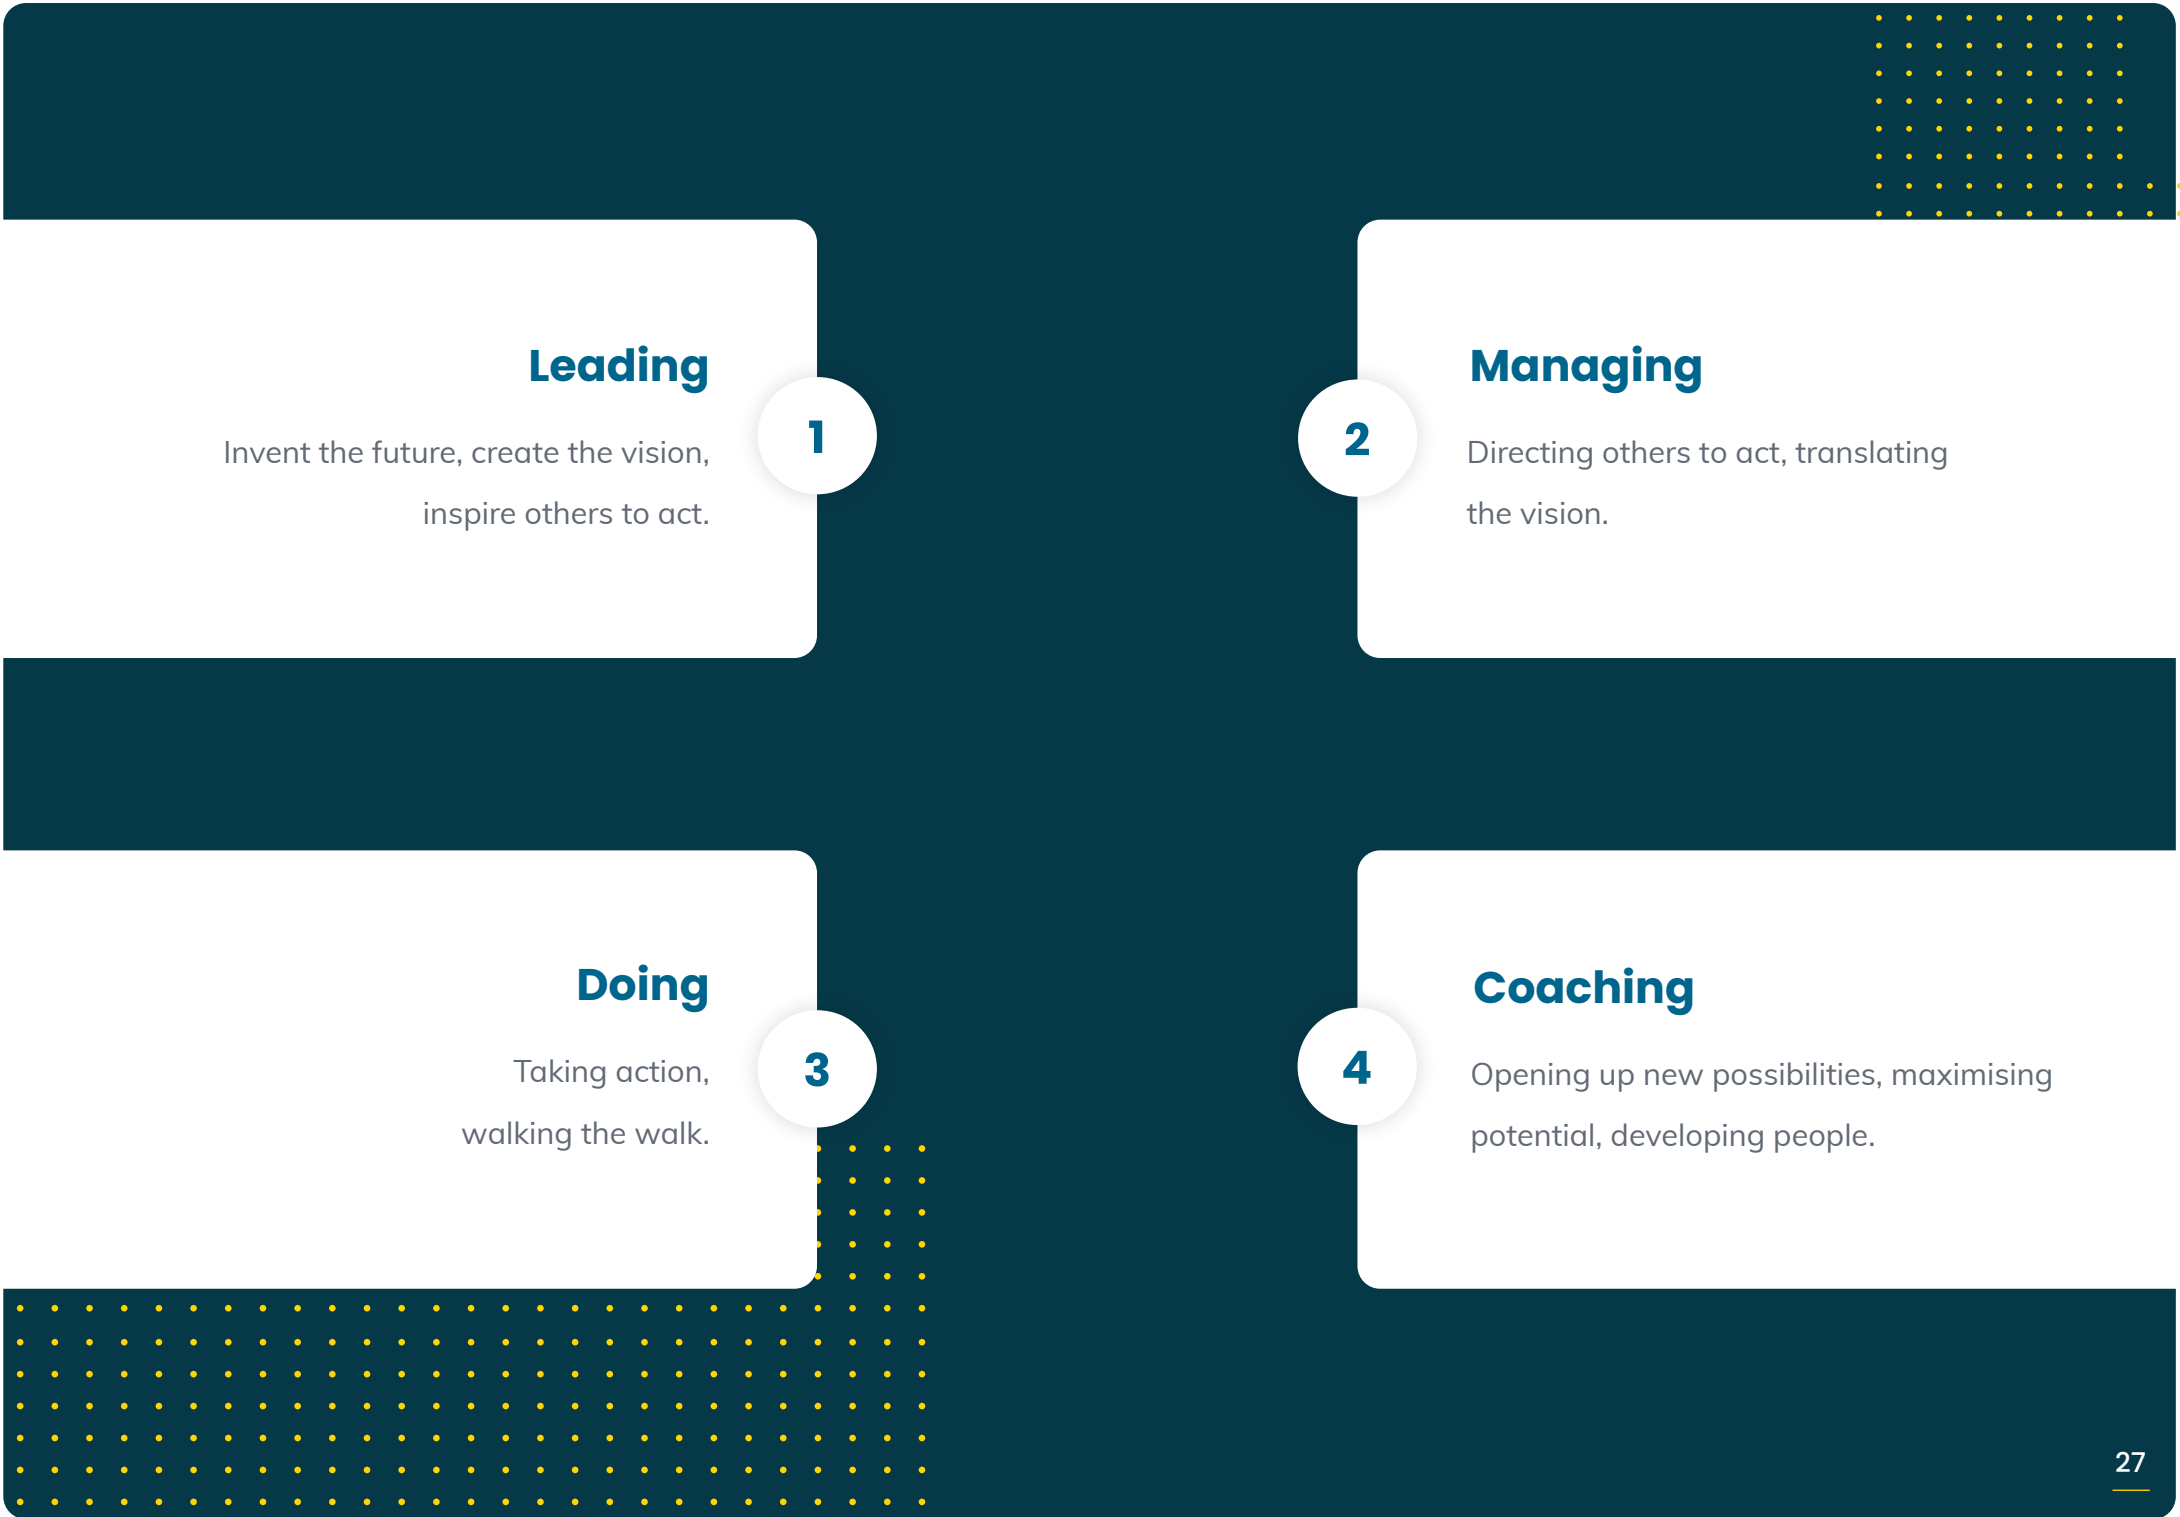 Leading
Invent the future, create the vision,
inspire others to act.
1
2
Managing
Directing others to act, translating
the vision.
Doing
Taking action,
walking the walk.
3
4
Coaching
Opening up new possibilities, maximising
potential, developing people.
27